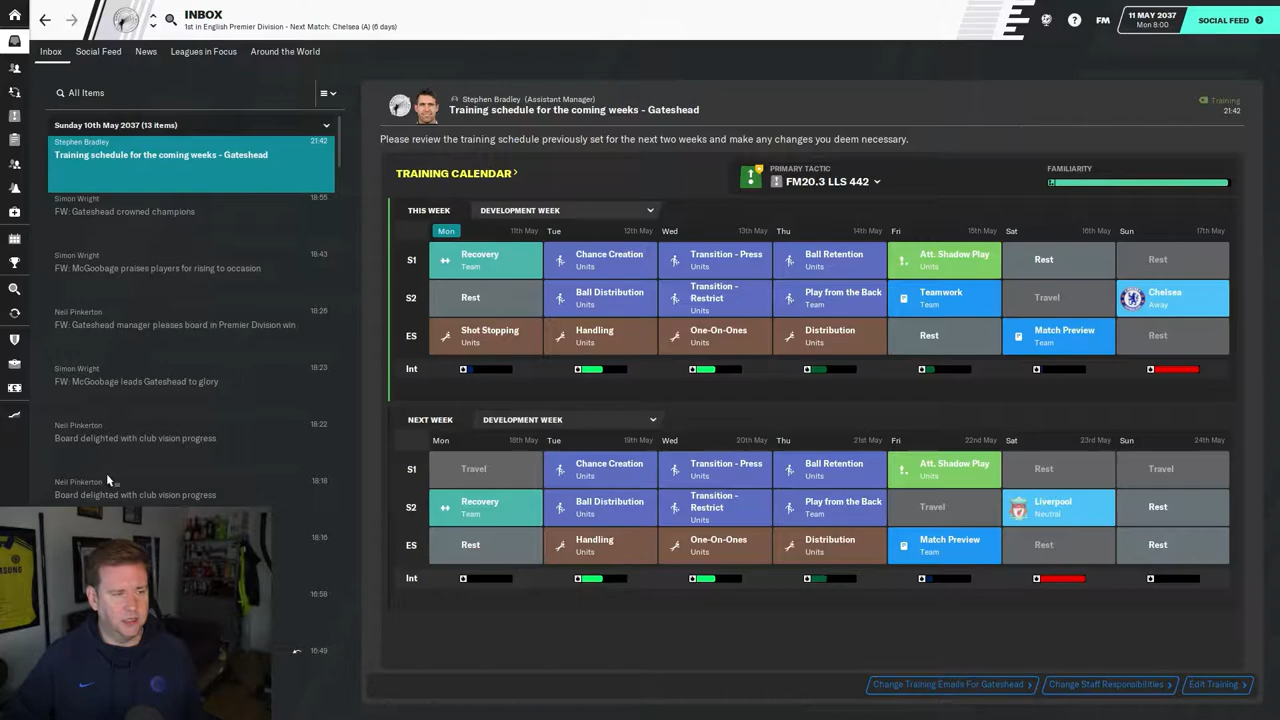 INBOX
1st in English Premier Division - Next Match: Chelsea (A) (6 days)
FM
11 MAY 2037
Mon 8:00
SOCIAL FEED
Inbox Social Feed News Leagues in Focus Around the World
All Items
Sunday 10th May 2037 (13 items)
Stephen Bradley 21:42
Training schedule for the coming weeks - Gateshead
Simon Wright 18:55
FW: Gateshead crowned champions
Simon Wright 18:43
FW: McGoobage praises players for rising to occasion
Neil Pinkerton 18:26
FW: Gateshead manager pleases board in Premier Division win
Simon Wright 18:23
FW: McGoobage leads Gateshead to glory
Neil Pinkerton 18:22
Board delighted with club vision progress
Neil Pinkerton 18:18
Board delighted with club vision progress
18:16
16:58
16:49
Stephen Bradley (Assistant Manager)
Training schedule for the coming weeks - Gateshead
Training
21:42
Please review the training schedule previously set for the next two weeks and make any changes you deem necessary.
TRAINING CALENDAR
PRIMARY TACTIC
FM20.3 LLS 442
FAMILIARITY
THIS WEEK DEVELOPMENT WEEK
Mon 11th May Tue 12th May Wed 13th May Thu 14th May Fri 15th May Sat 16th May Sun 17th May
S1 Recovery Chance Creation Transition - Press Ball Retention Att. Shadow Play Rest Rest
Team Units Units Units Units
S2 Rest Ball Distribution Transition - Restrict Play from the Back Teamwork Travel Chelsea
Units Units Team Team Away
ES Shot Stopping Handling One-On-Ones Distribution Rest Match Preview Rest
Units Units Units Units Team
Int
NEXT WEEK DEVELOPMENT WEEK
Mon 18th May Tue 19th May Wed 20th May Thu 21st May Fri 22nd May Sat 23rd May Sun 24th May
S1 Travel Chance Creation Transition - Press Ball Retention Att. Shadow Play Rest Travel
Units Units Units Units
S2 Recovery Ball Distribution Transition - Restrict Play from the Back Travel Liverpool Rest
Team Units Units Team Neutral
ES Rest Handling One-On-Ones Distribution Match Preview Rest Rest
Units Units Units Team
Int
Change Training Emails For Gateshead Change Staff Responsibilities Edit Training